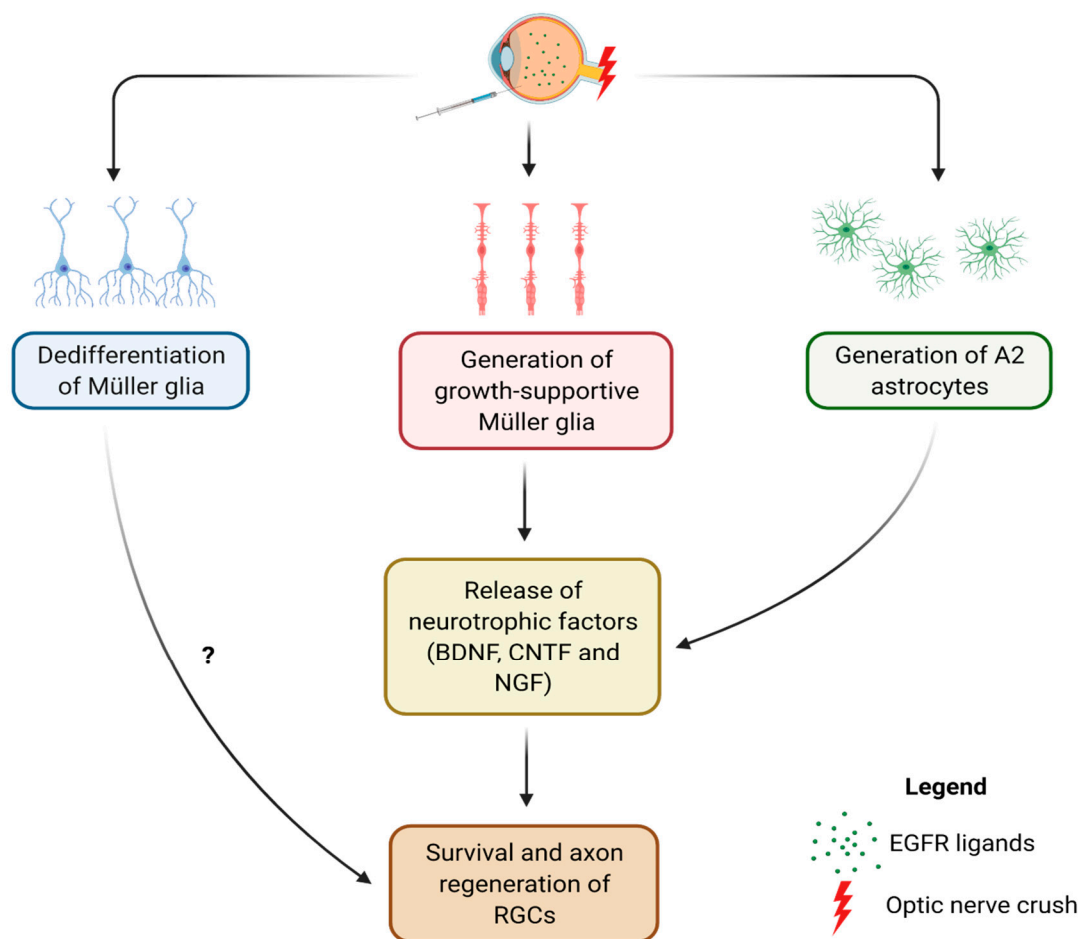 Dedifferentiation
of Müller glia
Generation of
growth-supportive
Müller glia
Generation of A2
astrocytes
Release of
neurotrophic factors
(BDNF, CNTF and
NGF)
?
Survival and axon
regeneration of
RGCs
Legend
EGFR ligands
Optic nerve crush